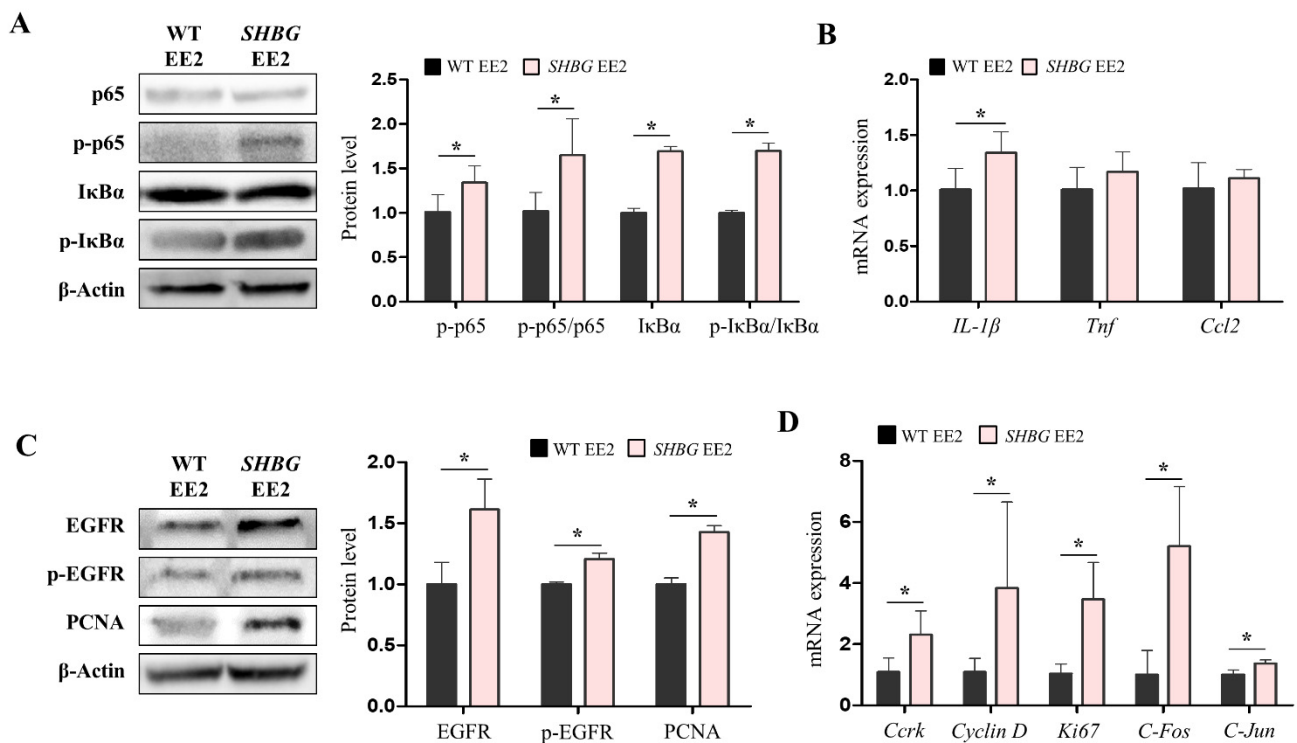 A
WT EE2
SHBG EE2
p65
p-p65
IκBα
p-IκBα
β-Actin
WT EE2 SHBG EE2
Protein level
2.5
2.0
1.5
1.0
0.0
*
*
*
*
p-p65 p-p65/p65 IκBα p-IκBα/IκBα
B
WT EE2 SHBG EE2
mRNA expression
2.0
1.5
1.0
0.5
0.0
*
IL-1β Tnf Ccl2
C
WT EE2
SHBG EE2
EGFR
p-EGFR
PCNA
β-Actin
WT EE2 SHBG EE2
Protein level
2.0
1.5
1.0
0.5
0.0
*
*
*
EGFR p-EGFR PCNA
D
WT EE2 SHBG EE2
mRNA expression
8
6
4
2
0
*
*
*
*
*
Ccrk Cyclin D Ki67 C-Fos C-Jun